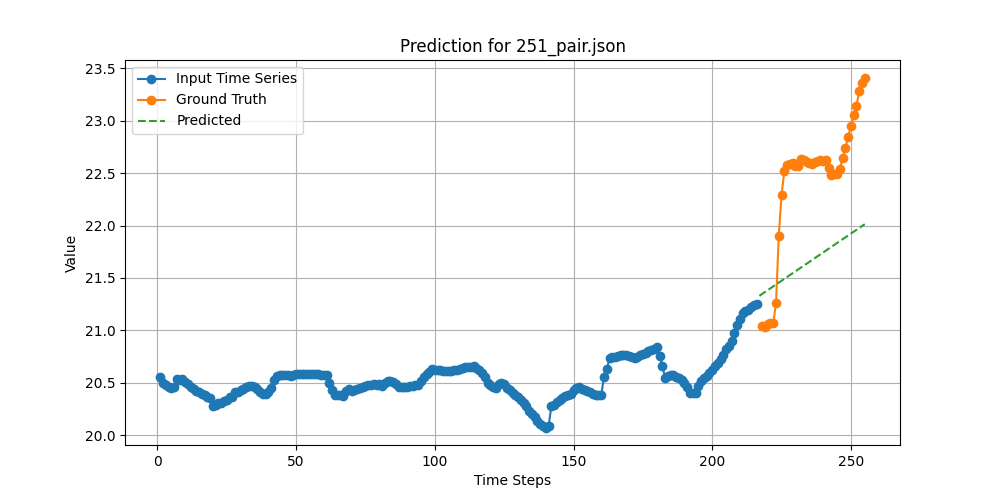 Prediction for 251_pair.json
Input Time Series
Ground Truth
Predicted
23.5
23.0
22.5
22.0
21.5
21.0
20.5
20.0
Value
0 50 100 150 200 250
Time Steps